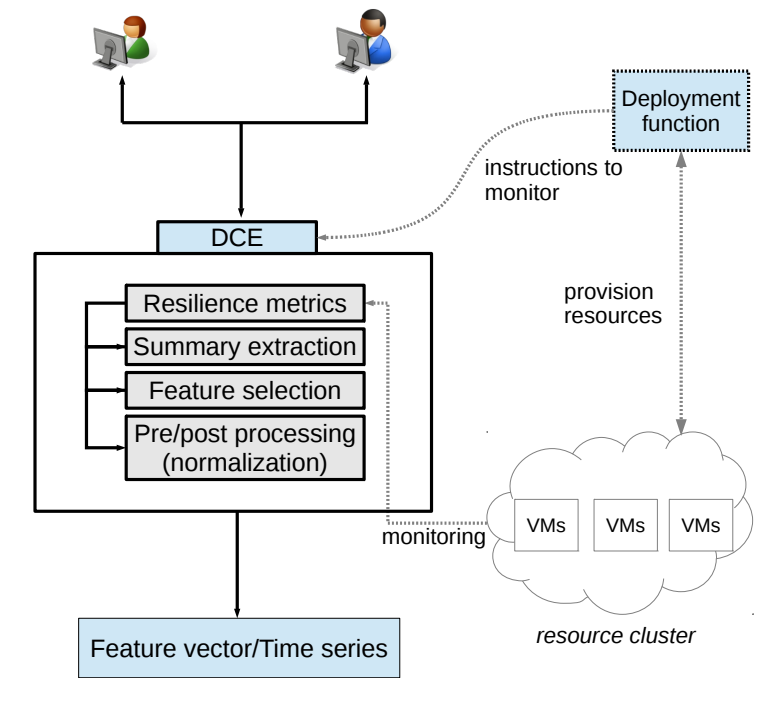 Deployment
function
instructions to
monitor
DCE
provision
resources
Resilience metrics
Summary extraction
Feature selection
Pre/post processing
(normalization)
monitoring
VMs
VMs
VMs
resource cluster
Feature vector/Time series